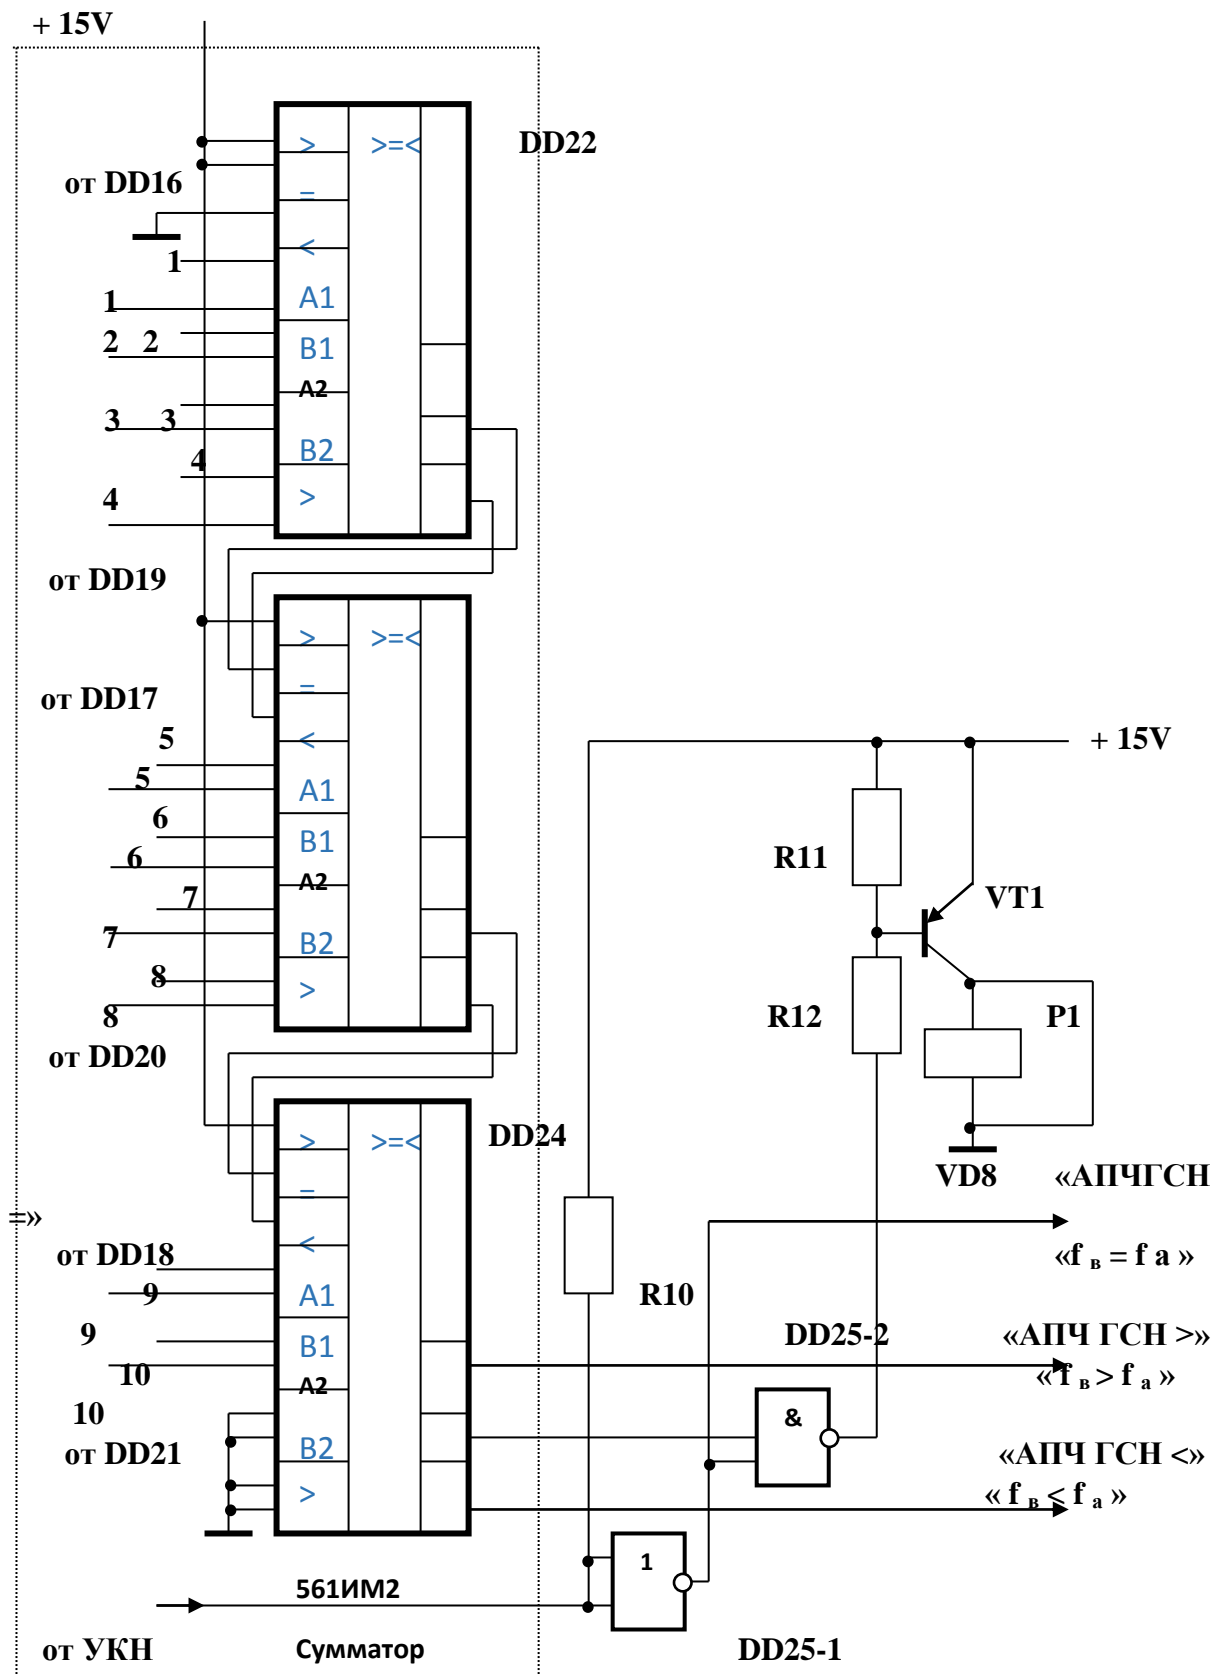 + 15V
>
>=<
DD22
от DD16
=
<
1
1
A1
2 2
B1
A2
3 3
B2
4
4
>
от DD19
>
>=<
от DD17
=
5
<
+ 15V
5
A1
6
B1
6
A2
R11
7
VT1
7
B2
8
>
8
R12
P1
от DD20
>
>=<
DD24
VD8
«АПЧГСН
=
=»
<
от DD18
«f в = f а »
9
A1
R10
9
B1
DD25-2
«АПЧ ГСН >»
10
A2
« f в > f а »
10
&
от DD21
B2
«АПЧ ГСН <»
>
« f в < f а »
1
561ИМ2
от УКН
Сумматор
DD25-1